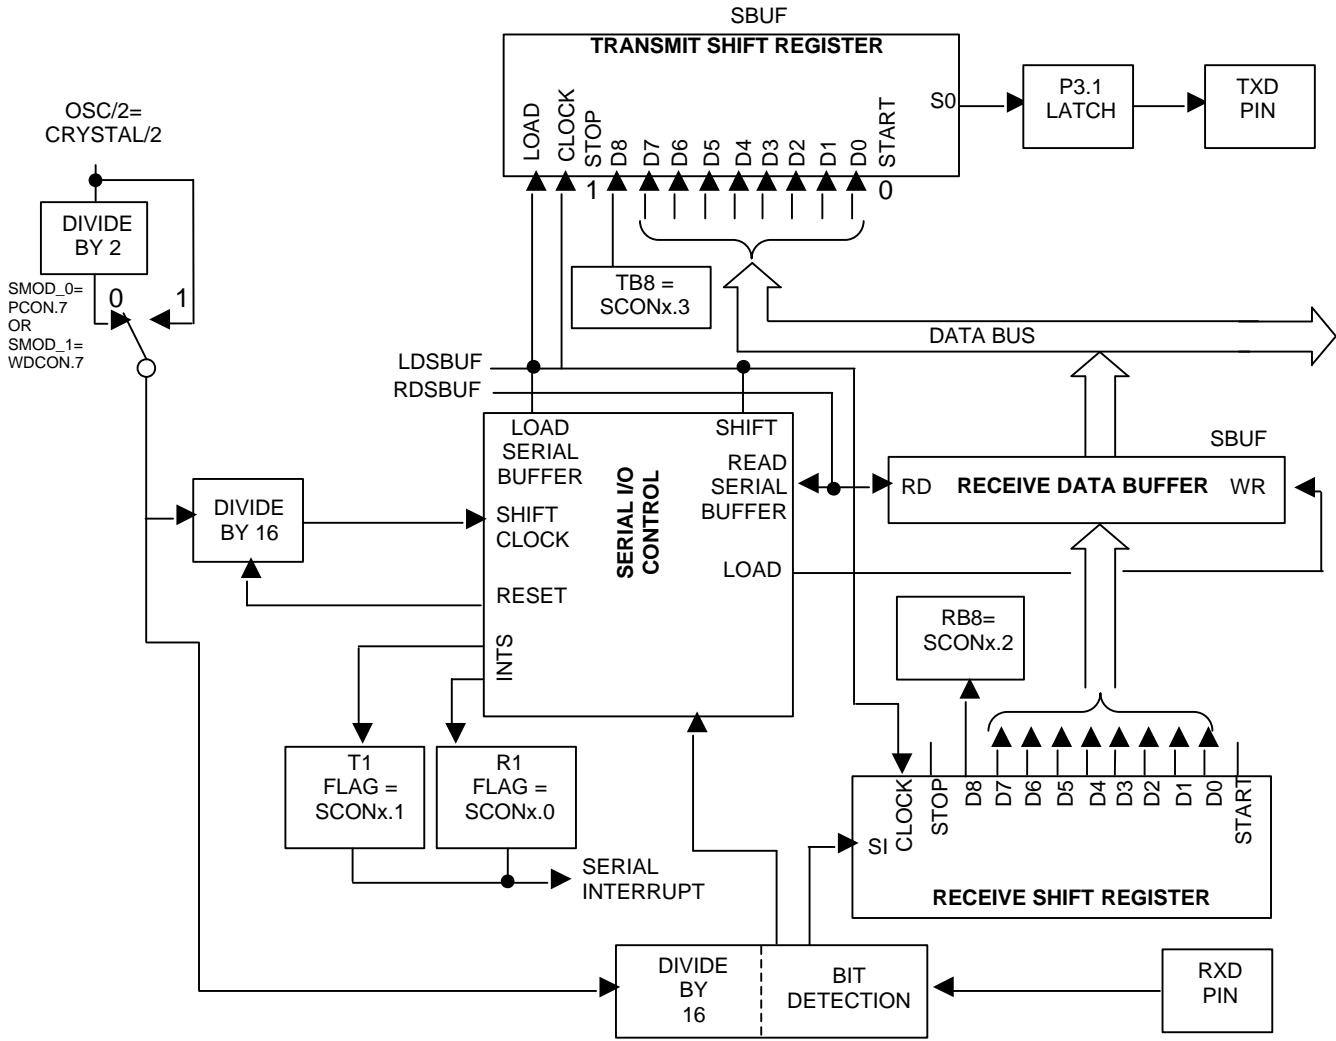 SBUF
TRANSMIT SHIFT REGISTER
LOAD
CLOCK
STOP
1
D8
D7
D6
D5
D4
D3
D2
D1
D0
START
0
S0
P3.1
LATCH
TXD
PIN
OSC/2=
CRYSTAL/2
DIVIDE
BY 2
SMOD_0=
PCON.7
OR
SMOD_1=
WDCON.7
0
1
TB8 =
SCONx.3
DATA BUS
LDSBUF
RDSBUF
LOAD
SERIAL
BUFFER
SHIFT
READ
SERIAL
BUFFER
SERIAL I/O
CONTROL
SHIFT
CLOCK
RESET
INTS
LOAD
DIVIDE
BY 16
SBUF
RD
RECEIVE DATA BUFFER
WR
RB8=
SCONx.2
T1
FLAG =
SCONx.1
R1
FLAG =
SCONx.0
SERIAL
INTERRUPT
SI
CLOCK
STOP
D8
D7
D6
D5
D4
D3
D2
D1
D0
START
RECEIVE SHIFT REGISTER
DIVIDE
BY
16
BIT
DETECTION
RXD
PIN